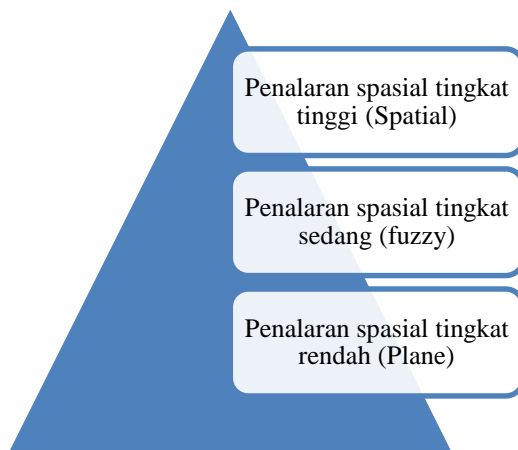 Penalaran spasial tingkat
tinggi (Spatial)
Penalaran spasial tingkat
sedang (fuzzy)
Penalaran spasial tingkat
rendah (Plane)